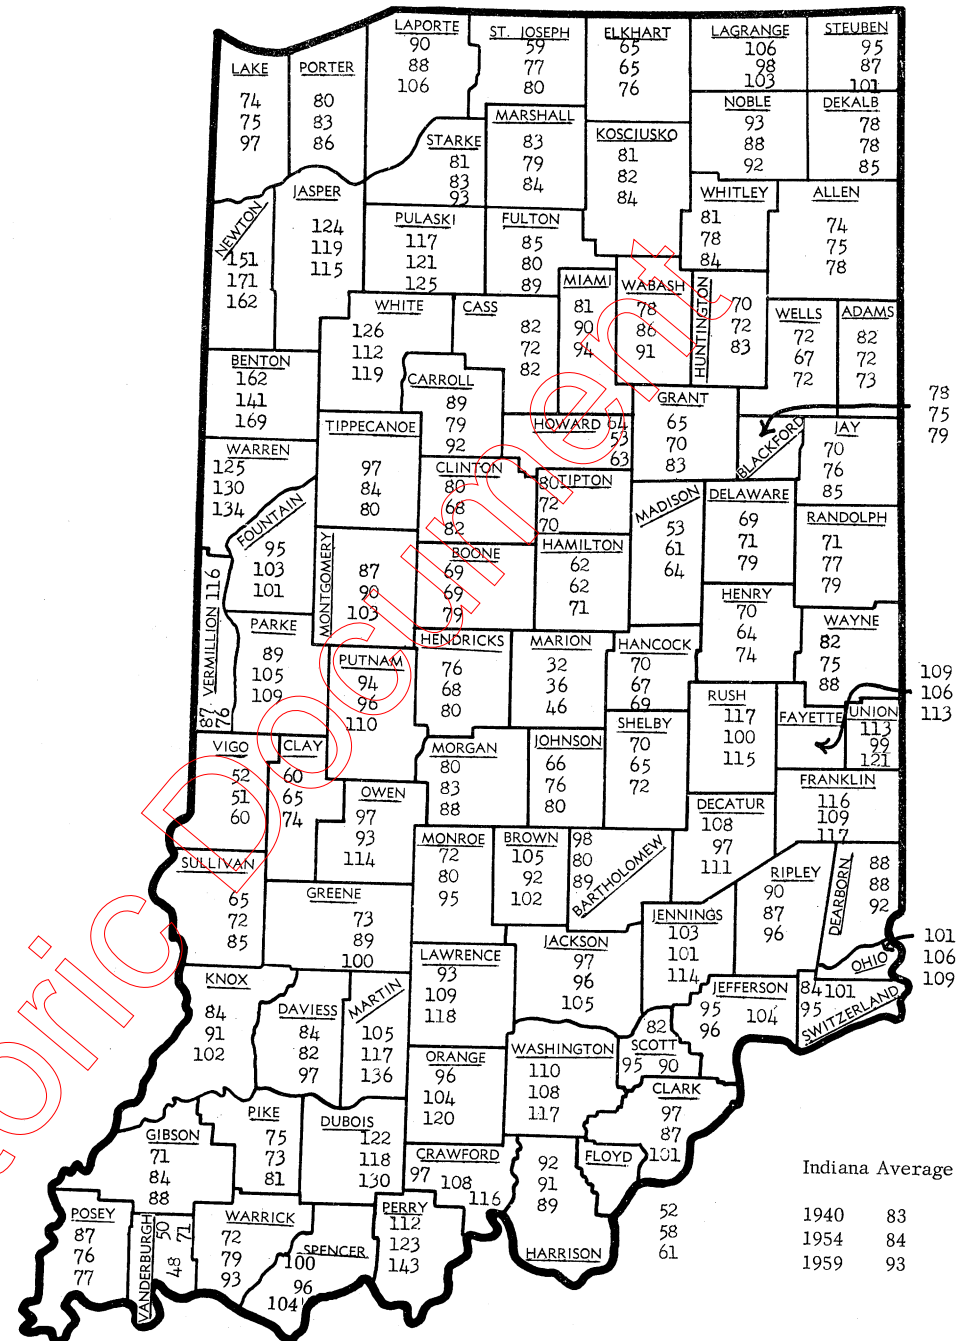 LAPORTE
90
88
106
ST. JOSEPH
59
77
80
ELKHART
65
65
76
LAGRANGE
106
98
103
STEUBEN
95
87
101
LAKE
74
75
97
PORTER
80
83
86
NOBLE
93
88
92
DEKALB
78
78
85
STARKE
81
83
93
MARSHALL
83
79
84
KOSCIUSKO
81
82
84
NEWTON
151
171
162
JASPER
124
119
115
PULASKI
117
121
125
FULTON
85
80
89
WHITLEY
81
78
84
ALLEN
74
75
78
WHITE
126
112
119
CASS
82
72
82
MIAMI
81
90
94
WABASH
78
86
91
HUNTINGTON
70
72
83
WELLS
72
67
72
ADAMS
82
72
73
BENTON
162
141
169
CARROLL
89
79
92
HOWARD 64
53
63
GRANT
65
70
83
BLACKFORD
78
75
79
JAY
70
76
85
WARREN
125
130
134
TIPPECANOE
97
84
80
CLINTON
80
68
82
80 TIPTON
72
70
MADISON
53
61
64
DELAWARE
69
71
79
RANDOLPH
71
77
79
FOUNTAIN
95
103
101
MONTGOMERY
87
90
103
BOONE
69
69
79
HAMILTON
62
62
71
HENRY
70
64
74
WAYNE
82
75
88
VERMILLION 116
87
78
PARKE
89
105
109
PUTNAM
94
96
110
HENDRICKS
76
68
80
MARION
32
36
46
HANCOCK
70
67
69
RUSH
117
100
115
FAYETTE
109
106
113
UNION
113
99
121
VIGO
52
51
60
CLAY
60
65
74
OWEN
97
93
114
MORGAN
80
83
88
JOHNSON
66
76
80
SHELBY
70
65
72
DECATUR
108
97
111
FRANKLIN
116
109
117
SULLIVAN
65
72
85
GREENE
73
89
100
MONROE
72
80
95
BROWN
105
92
102
98
80
89
BARTHOLOMEW
JENNINGS
103
101
114
RIPLEY
90
87
96
DEARBORN
88
88
92
OHIO
101
106
109
KNOX
84
91
102
DAVIESS
84
82
97
MARTIN
105
117
136
LAWRENCE
93
109
118
JACKSON
97
96
105
JEFFERSON
95
96
104
84
101
95
SWITZERLAND
ORANGE
96
104
120
WASHINGTON
110
108
117
82
SCOTT
95 90
CLARK
97
87
101
GIBSON
71
84
88
PIKE
75
73
81
DUBOIS
122
118
130
CRAWFORD
97 108
116
92
91
89
HARRISON
FLOYD
52
58
61
POSEY
87
76
77
VANDERBURGH
50
48
71
WARRICK
72
79
93
SPENCER
100
96
104
PERRY
112
123
143
Indiana Average
1940 83
1954 84
1959 93
oric Document